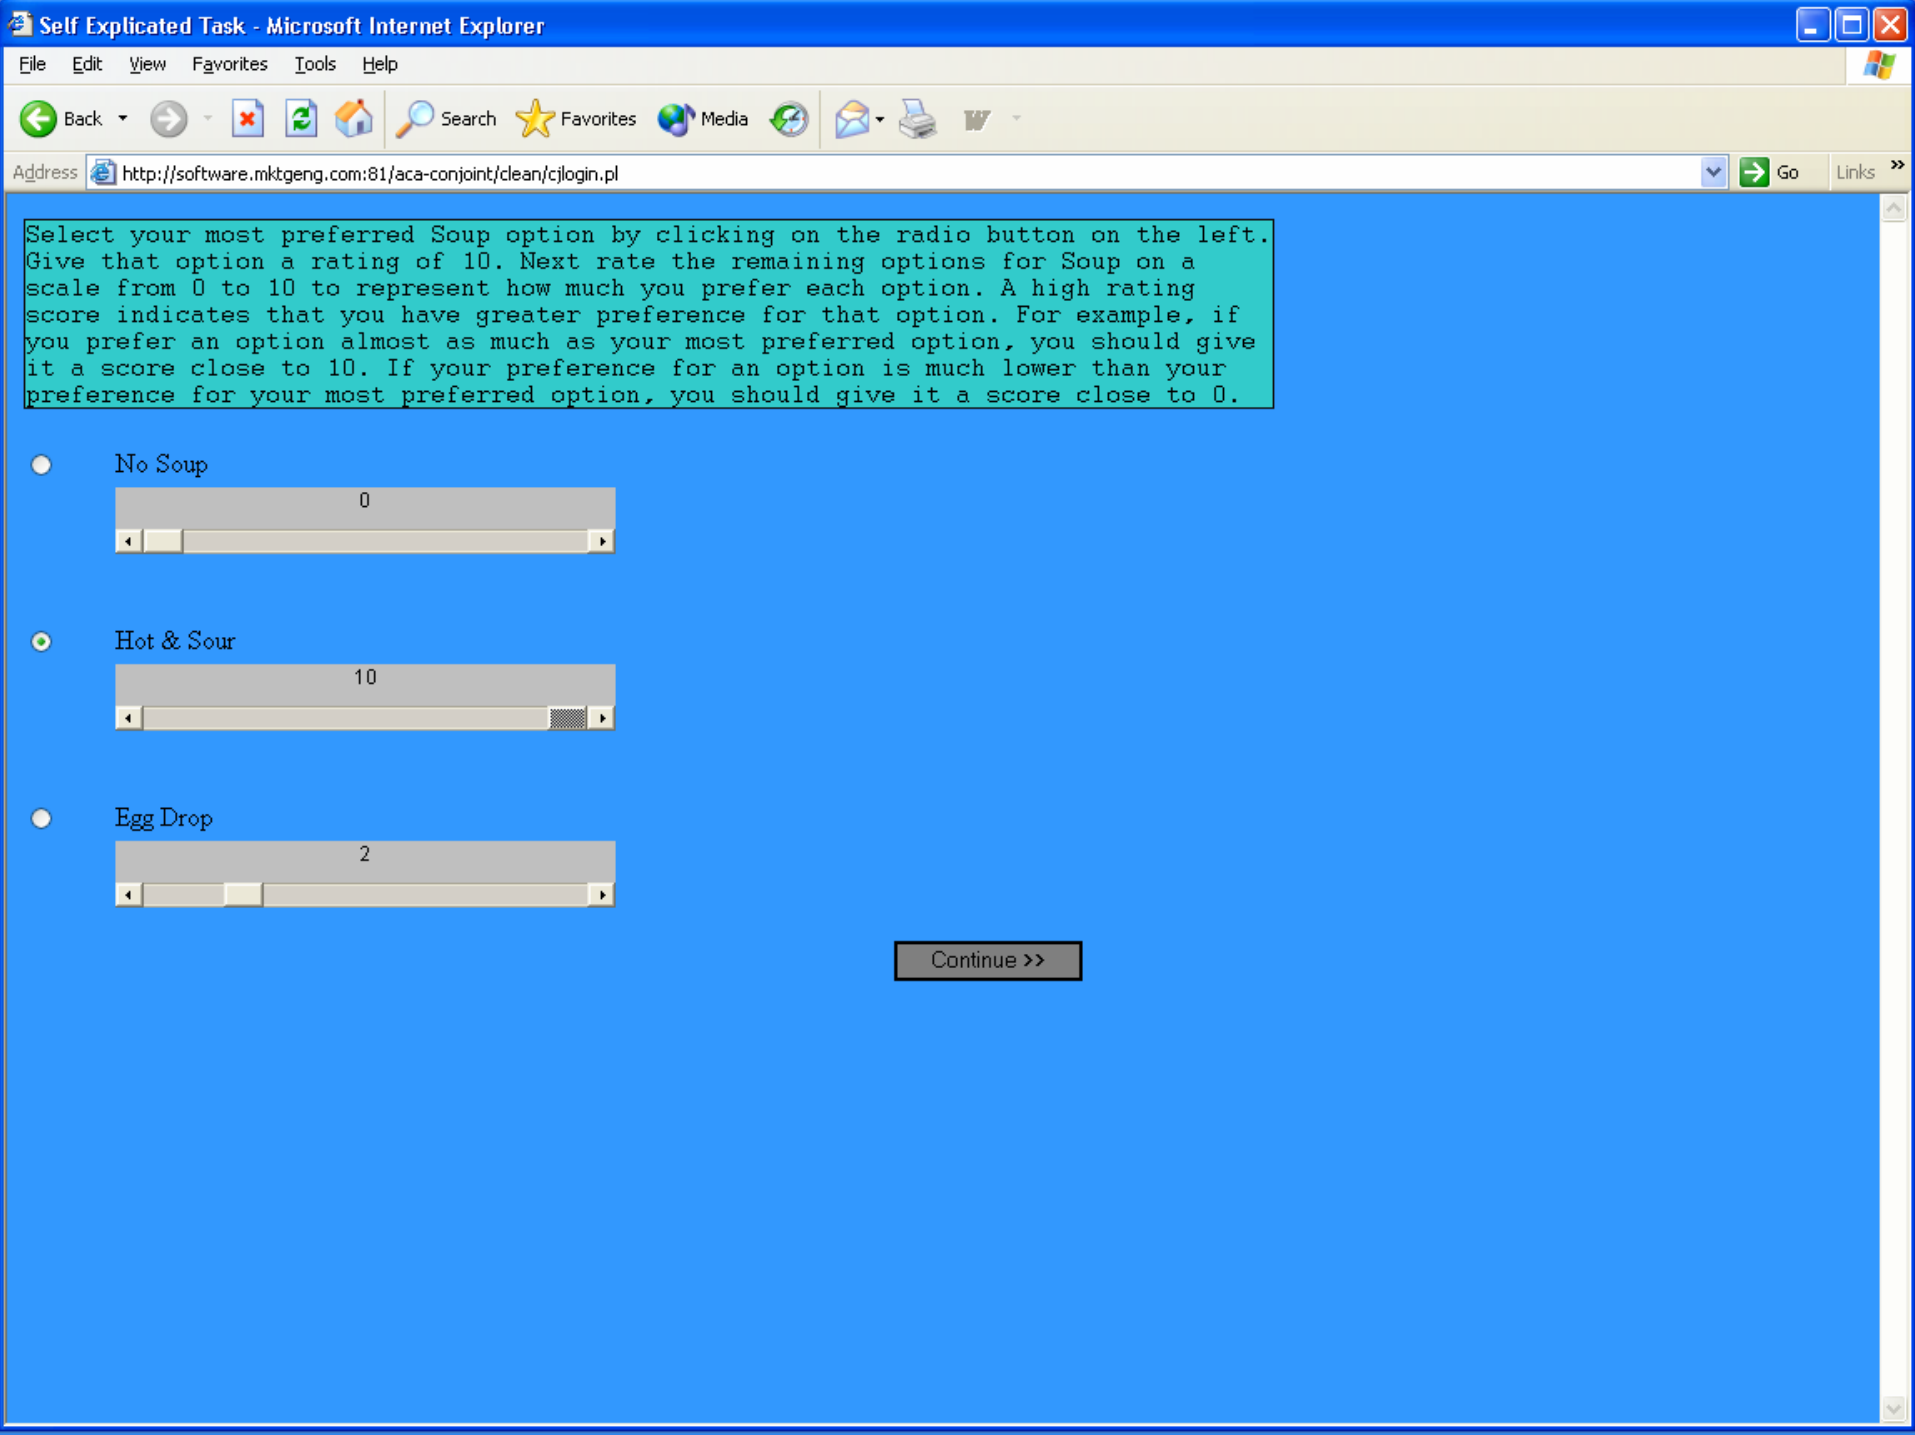 Self Explicated Task - Microsoft Internet Explorer
File Edit View Favorites Tools Help
Back Search Favorites Media W
Address http://software.mktgeng.com:81/aca-conjoint/clean/cjlogin.pl Go Links »
Select your most preferred Soup option by clicking on the radio button on the left.
Give that option a rating of 10. Next rate the remaining options for Soup on a
scale from 0 to 10 to represent how much you prefer each option. A high rating
score indicates that you have greater preference for that option. For example, if
you prefer an option almost as much as your most preferred option, you should give
it a score close to 10. If your preference for an option is much lower than your
preference for your most preferred option, you should give it a score close to 0.
No Soup
0
Hot & Sour
10
Egg Drop
2
Continue >>